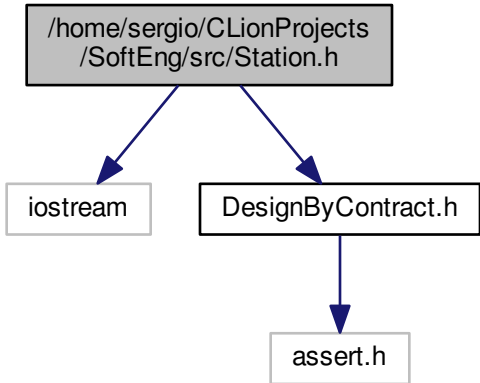 /home/sergio/CLionProjects
/SoftEng/src/Station.h
iostream
DesignByContract.h
assert.h